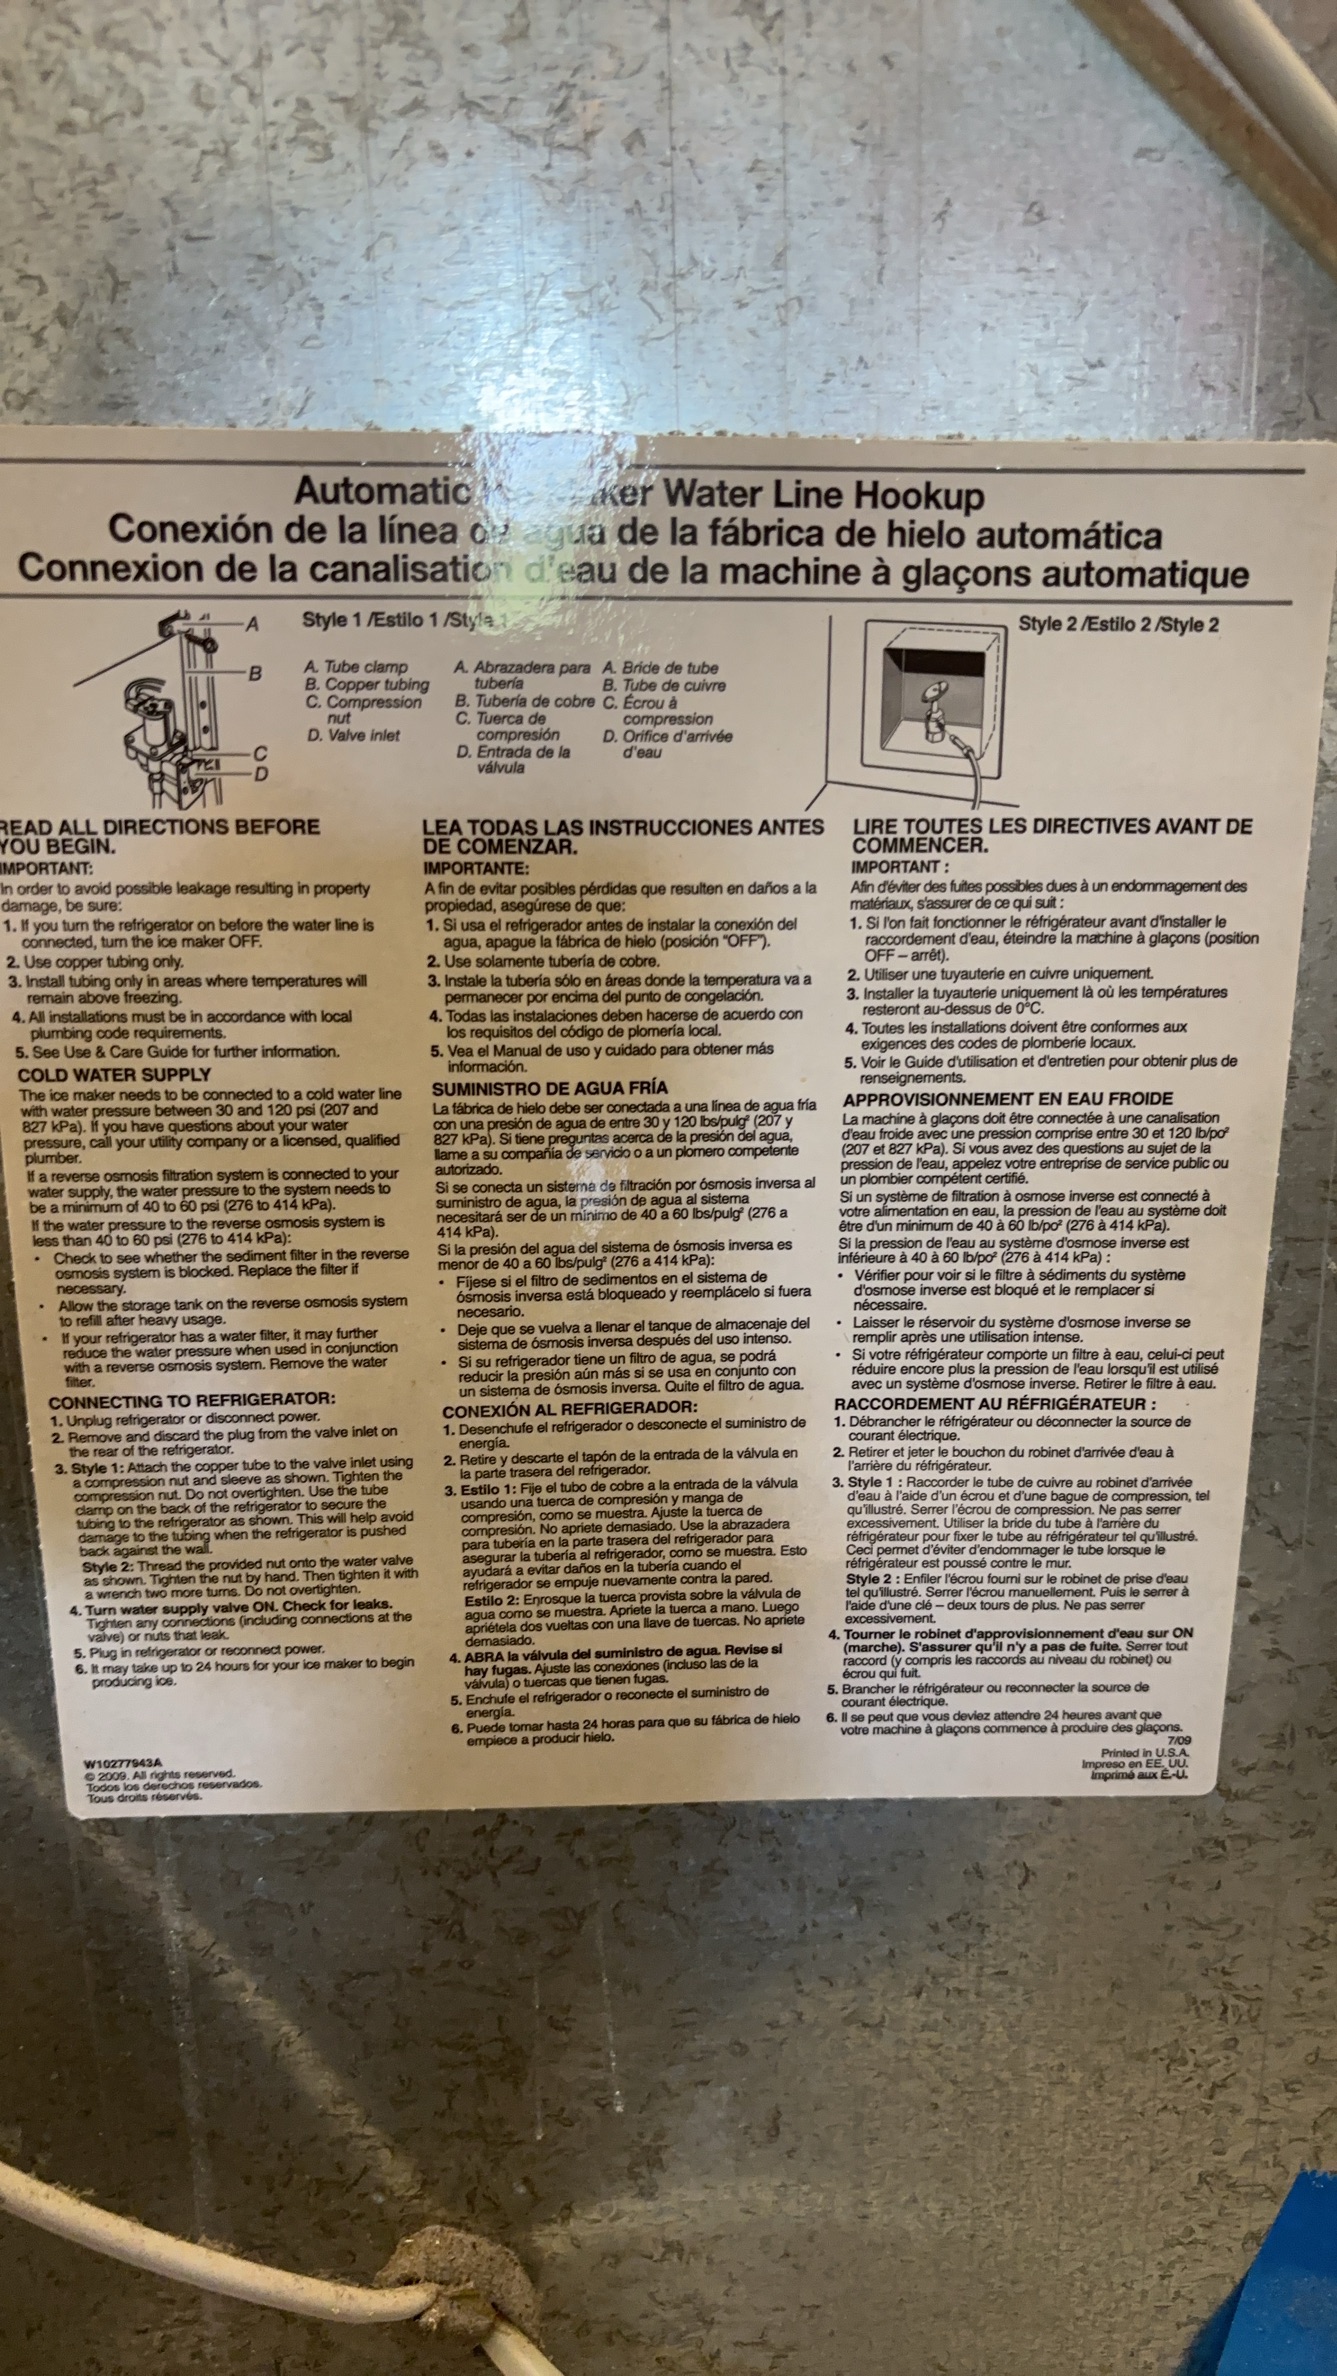 Automatic Maker Water Line Hookup
Conexión de la línea de agua de la fábrica de hielo automática
Connexion de la canalisation d'eau de la machine à glaçons automatique
A
B
C
D
Style 1 /Estilo 1 /Style 1
A. Tube clamp
B. Copper tubing
C. Compression
nut
D. Valve inlet
A. Abrazadera para
tubería
B. Tubería de cobre
C. Tuerca de
compresión
D. Entrada de la
válvula
A. Bride de tube
B. Tube de cuivre
C. Écrou à
compression
D. Orifice d'arrivée
d'eau
Style 2 /Estilo 2 /Style 2
READ ALL DIRECTIONS BEFORE
YOU BEGIN.
IMPORTANT:
In order to avoid possible leakage resulting in property
damage, be sure:
1. If you turn the refrigerator on before the water line is
connected, turn the ice maker OFF.
2. Use copper tubing only.
3. Install tubing only in areas where temperatures will
remain above freezing.
4. All installations must be in accordance with local
plumbing code requirements.
5. See Use & Care Guide for further information.
COLD WATER SUPPLY
The ice maker needs to be connected to a cold water line
with water pressure between 30 and 120 psi (207 and
827 kPa). If you have questions about your water
pressure, call your utility company or a licensed, qualified
plumber.
If a reverse osmosis filtration system is connected to your
water supply, the water pressure to the system needs to
be a minimum of 40 to 60 psi (276 to 414 kPa).
If the water pressure to the reverse osmosis system is
less than 40 to 60 psi (276 to 414 kPa):
• Check to see whether the sediment filter in the reverse
osmosis system is blocked. Replace the filter if
necessary.
• Allow the storage tank on the reverse osmosis system
to refill after heavy usage.
• If your refrigerator has a water filter, it may further
reduce the water pressure when used in conjunction
with a reverse osmosis system. Remove the water
filter.
CONNECTING TO REFRIGERATOR:
1. Unplug refrigerator or disconnect power.
2. Remove and discard the plug from the valve inlet on
the rear of the refrigerator.
3. Style 1: Attach the copper tube to the valve inlet using
a compression nut and sleeve as shown. Tighten the
compression nut. Do not overtighten. Use the tube
clamp on the back of the refrigerator to secure the
tubing to the refrigerator as shown. This will help avoid
damage to the tubing when the refrigerator is pushed
back against the wall.
Style 2: Thread the provided nut onto the water valve
as shown. Tighten the nut by hand. Then tighten it with
a wrench two more turns. Do not overtighten.
4. Turn water supply valve ON. Check for leaks.
Tighten any connections (including connections at the
valve) or nuts that leak.
5. Plug in refrigerator or reconnect power.
6. It may take up to 24 hours for your ice maker to begin
producing ice.
LEA TODAS LAS INSTRUCCIONES ANTES
DE COMENZAR.
IMPORTANTE:
A fin de evitar posibles pérdidas que resulten en daños a la
propiedad, asegúrese de que:
1. Si usa el refrigerador antes de instalar la conexión del
agua, apague la fábrica de hielo (posición "OFF").
2. Use solamente tubería de cobre.
3. Instale la tubería sólo en áreas donde la temperatura va a
permanecer por encima del punto de congelación.
4. Todas las instalaciones deben hacerse de acuerdo con
los requisitos del código de plomería local.
5. Vea el Manual de uso y cuidado para obtener más
información.
SUMINISTRO DE AGUA FRÍA
La fábrica de hielo debe ser conectada a una línea de agua fría
con una presión de agua de entre 30 y 120 lbs/pulg² (207 y
827 kPa). Si tiene preguntas acerca de la presión del agua,
llame a su compañía de servicio o a un plomero competente
autorizado.
Si se conecta un sistema de filtración por ósmosis inversa al
suministro de agua, la presión de agua al sistema
necesitará ser de un mínimo de 40 a 60 lbs/pulg² (276 a
414 kPa).
Si la presión del agua del sistema de ósmosis inversa es
menor de 40 a 60 lbs/pulg² (276 a 414 kPa):
• Fíjese si el filtro de sedimentos en el sistema de
ósmosis inversa está bloqueado y reemplácelo si fuera
necesario.
• Deje que se vuelva a llenar el tanque de almacenaje del
sistema de ósmosis inversa después del uso intenso.
• Si su refrigerador tiene un filtro de agua, se podrá
reducir la presión aún más si se usa en conjunto con
un sistema de ósmosis inversa. Quite el filtro de agua.
CONEXIÓN AL REFRIGERADOR:
1. Desenchufe el refrigerador o desconecte el suministro de
energía.
2. Retire y descarte el tapón de la entrada de la válvula en
la parte trasera del refrigerador.
3. Estilo 1: Fije el tubo de cobre a la entrada de la válvula
usando una tuerca de compresión y manga de
compresión, como se muestra. Ajuste la tuerca de
compresión. No apriete demasiado. Use la abrazadera
para tubería en la parte trasera del refrigerador para
asegurar la tubería al refrigerador, como se muestra. Esto
ayudará a evitar daños en la tubería cuando el
refrigerador se empuje nuevamente contra la pared.
Estilo 2: Enrosque la tuerca provista sobre la válvula de
agua como se muestra. Apriete la tuerca a mano. Luego
apriétela dos vueltas con una llave de tuercas. No apriete
demasiado.
4. ABRA la válvula del suministro de agua. Revise si
hay fugas. Ajuste las conexiones (incluso las de la
válvula) o tuercas que tienen fugas.
5. Enchufe el refrigerador o reconecte el suministro de
energía.
6. Puede tomar hasta 24 horas para que su fábrica de hielo
empiece a producir hielo.
LIRE TOUTES LES DIRECTIVES AVANT DE
COMMENCER.
IMPORTANT :
Afin d'éviter des fuites possibles dues à un endommagement des
matériaux, s'assurer de ce qui suit :
1. Si l'on fait fonctionner le réfrigérateur avant d'installer le
raccordement d'eau, éteindre la machine à glaçons (position
OFF – arrêt).
2. Utiliser une tuyauterie en cuivre uniquement.
3. Installer la tuyauterie uniquement là où les températures
resteront au-dessus de 0°C.
4. Toutes les installations doivent être conformes aux
exigences des codes de plomberie locaux.
5. Voir le Guide d'utilisation et d'entretien pour obtenir plus de
renseignements.
APPROVISIONNEMENT EN EAU FROIDE
La machine à glaçons doit être connectée à une canalisation
d'eau froide avec une pression comprise entre 30 et 120 lb/po²
(207 et 827 kPa). Si vous avez des questions au sujet de la
pression de l'eau, appelez votre entreprise de service public ou
un plombier compétent certifié.
Si un système de filtration à osmose inverse est connecté à
votre alimentation en eau, la pression de l'eau au système doit
être d'un minimum de 40 à 60 lb/po² (276 à 414 kPa).
Si la pression de l'eau au système d'osmose inverse est
inférieure à 40 à 60 lb/po² (276 à 414 kPa) :
• Vérifier pour voir si le filtre à sédiments du système
d'osmose inverse est bloqué et le remplacer si
nécessaire.
• Laisser le réservoir du système d'osmose inverse se
remplir après une utilisation intense.
• Si votre réfrigérateur comporte un filtre à eau, celui-ci peut
réduire encore plus la pression de l'eau lorsqu'il est utilisé
avec un système d'osmose inverse. Retirer le filtre à eau.
RACCORDEMENT AU RÉFRIGÉRATEUR :
1. Débrancher le réfrigérateur ou déconnecter la source de
courant électrique.
2. Retirer et jeter le bouchon du robinet d'arrivée d'eau à
l'arrière du réfrigérateur.
3. Style 1 : Raccorder le tube de cuivre au robinet d'arrivée
d'eau à l'aide d'un écrou et d'une bague de compression, tel
qu'illustré. Serrer l'écrou de compression. Ne pas serrer
excessivement. Utiliser la bride du tube à l'arrière du
réfrigérateur pour fixer le tube au réfrigérateur tel qu'illustré.
Ceci permet d'éviter d'endommager le tube lorsque le
réfrigérateur est poussé contre le mur.
Style 2 : Enfiler l'écrou fourni sur le robinet de prise d'eau
tel qu'illustré. Serrer l'écrou manuellement. Puis le serrer à
l'aide d'une clé – deux tours de plus. Ne pas serrer
excessivement.
4. Tourner le robinet d'approvisionnement d'eau sur ON
(marche). S'assurer qu'il n'y a pas de fuite. Serrer tout
raccord (y compris les raccords au niveau du robinet) ou
écrou qui fuit.
5. Brancher le réfrigérateur ou reconnecter la source de
courant électrique.
6. Il se peut que vous deviez attendre 24 heures avant que
votre machine à glaçons commence à produire des glaçons.
W10277943A
© 2009. All rights reserved.
Todos los derechos reservados.
Tous droits réservés.
7/09
Printed in U.S.A.
Impreso en EE. UU.
Imprimé aux É.-U.